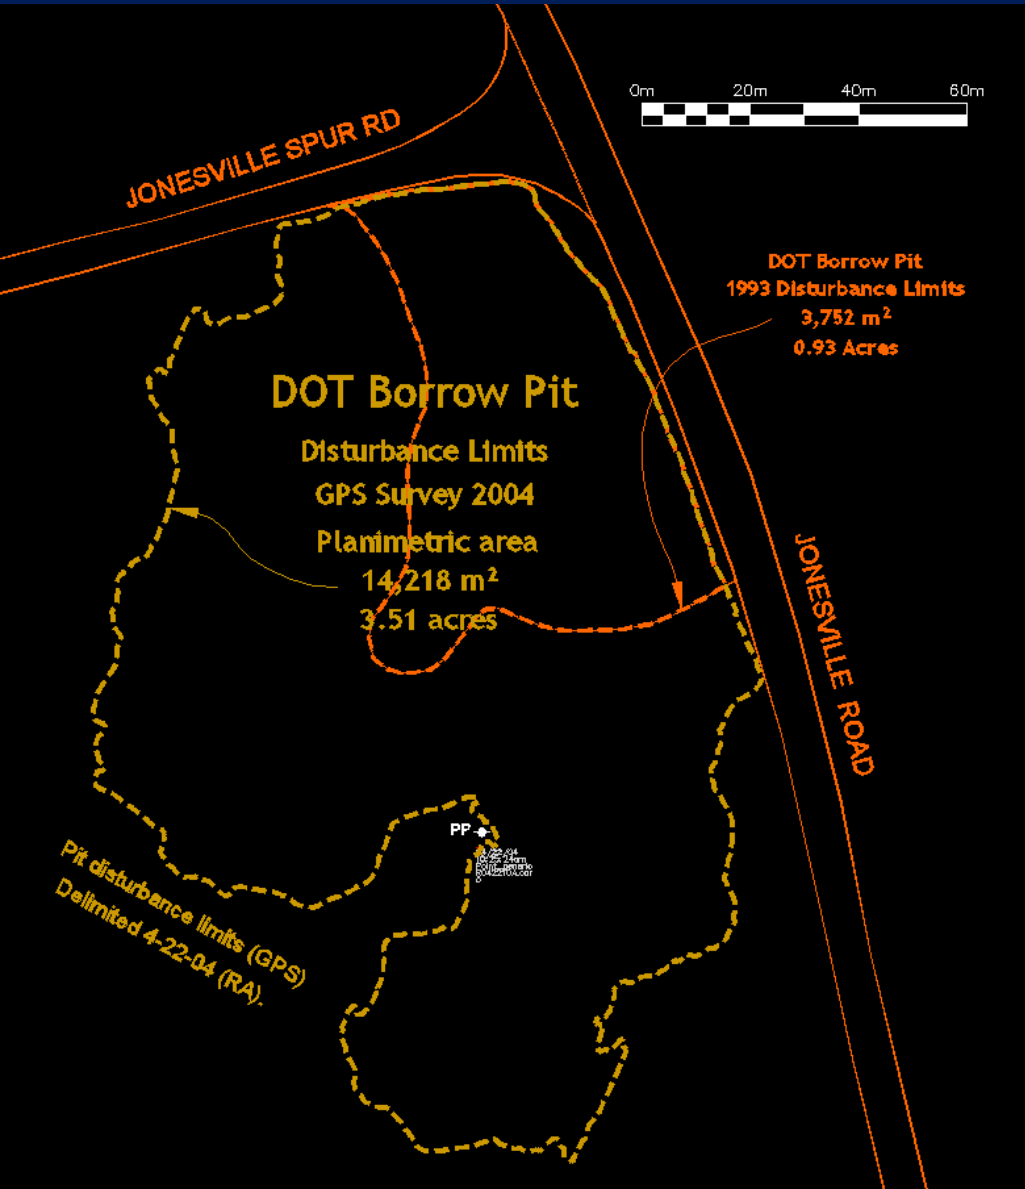 0m 20m 40m 60m
JONESVILLE SPUR RD
DOT Borrow Pit
1993 Disturbance Limits
3,752 m²
0.93 Acres
DOT Borrow Pit
Disturbance Limits
GPS Survey 2004
Planimetric area
14,218 m²
3.51 acres
JONESVILLE ROAD
PP
Point_generic
Pit disturbance limits (GPS)
Delimited 4-22-04 (RA).